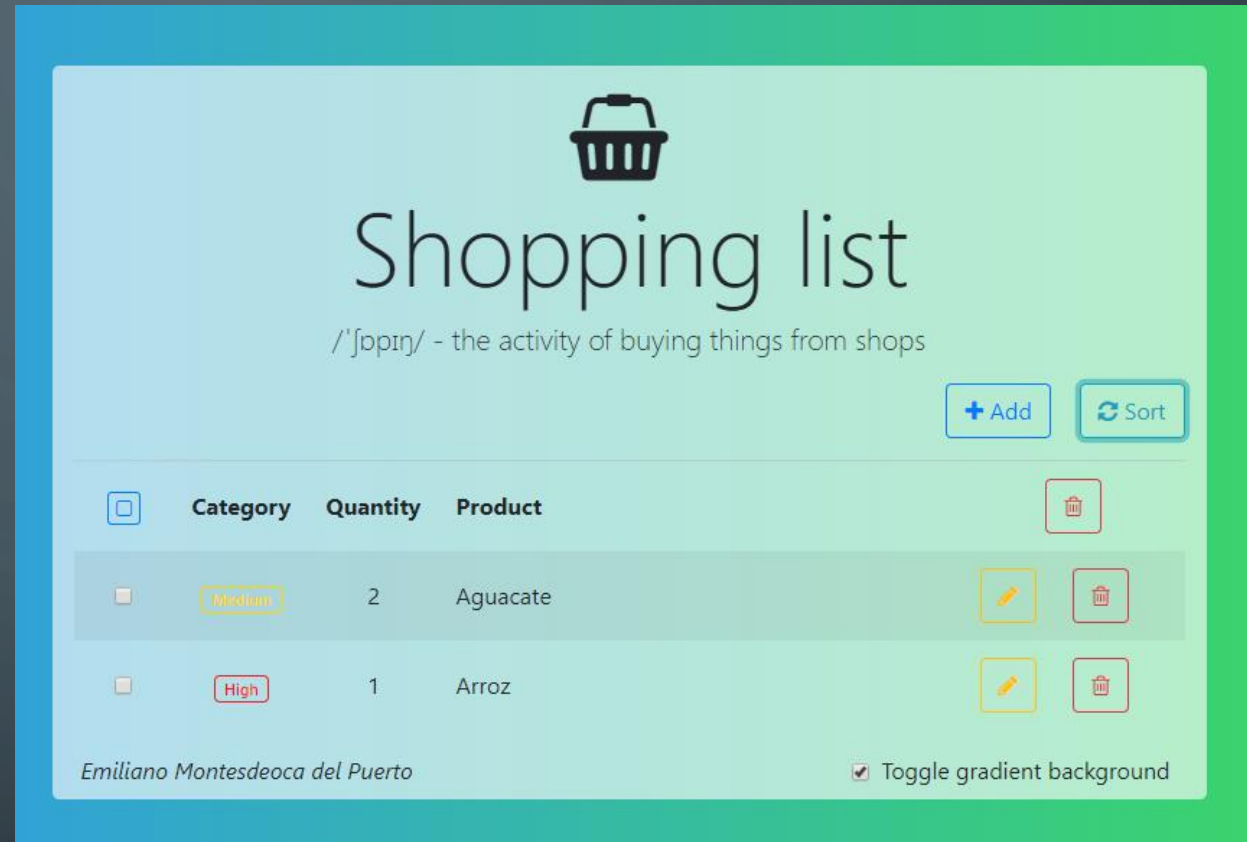 Shopping list
/'ʃɒpɪŋ/ - the activity of buying things from shops
Add Sort
Category Quantity Product
Medium 2 Aguacate
High 1 Arroz
Emiliano Montesdeoca del Puerto Toggle gradient background